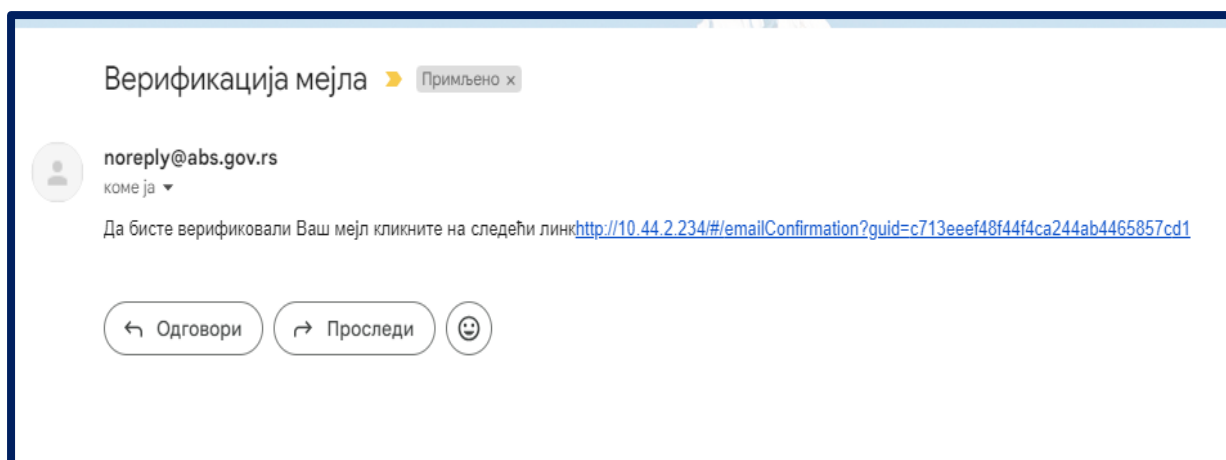 Верификација мејла Примљено ×
noreply@abs.gov.rs
коме ја
Да бисте верификовали Ваш мејл кликните на следећи линкhttp://10.44.2.234/#/emailConfirmation?guid=c713eeef48f44f4ca244ab4465857cd1
Одговори Проследи